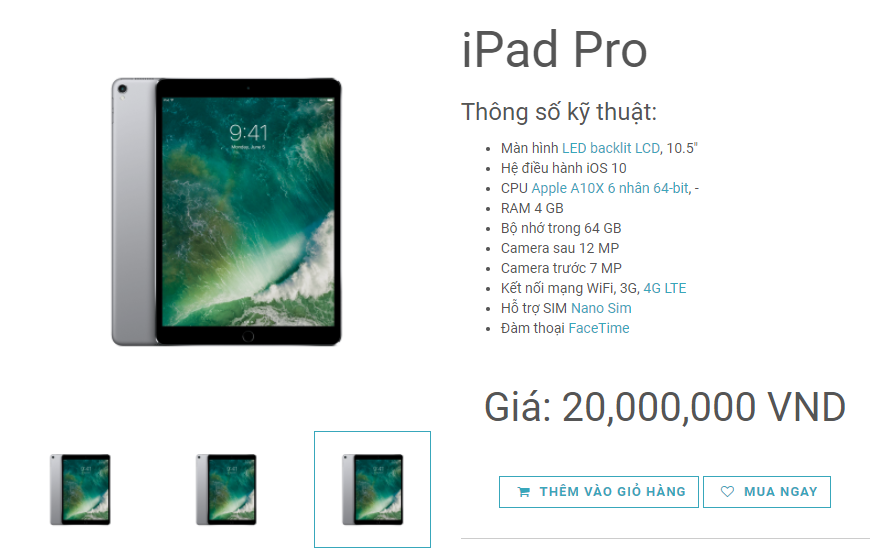 iPad Pro
Thông số kỹ thuật:
Màn hình LED backlit LCD, 10.5"
Hệ điều hành iOS 10
CPU Apple A10X 6 nhân 64-bit, -
RAM 4 GB
Bộ nhớ trong 64 GB
Camera sau 12 MP
Camera trước 7 MP
Kết nối mạng WiFi, 3G, 4G LTE
Hỗ trợ SIM Nano Sim
Đàm thoại FaceTime
Giá: 20,000,000 VND
THÊM VÀO GIỎ HÀNG
MUA NGAY
9:41
Monday, June 5